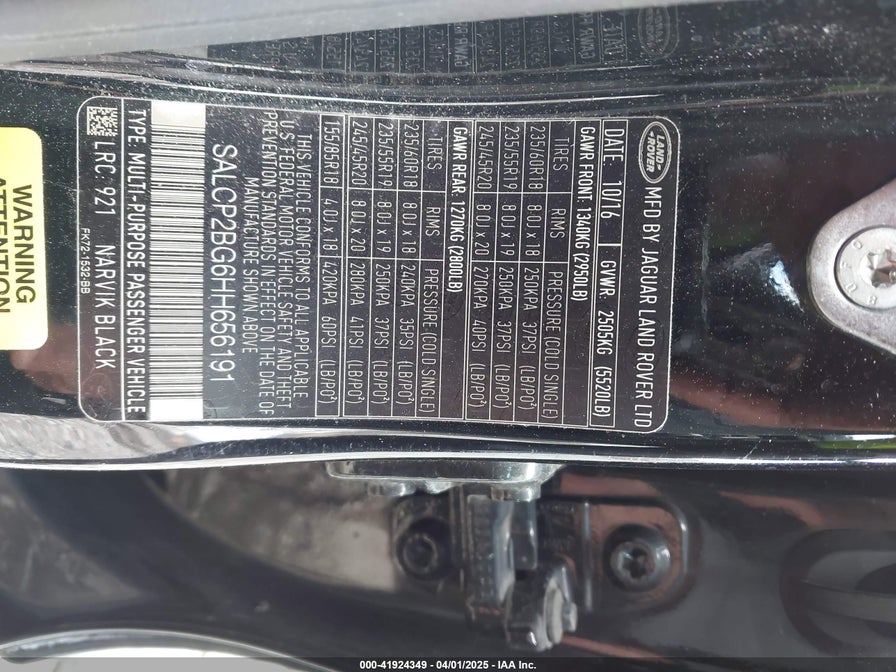 LAND ROVER
MFD BY JAGUAR LAND ROVER LTD
DATE: 10/16 GVWR: 2505KG (5520LB)
GAWR FRONT: 1340KG (2950LB)
TIRES RIMS PRESSURE (COLD SINGLE)
235/60R18 8.0J x 18 250KPA 37PSI (LB/PO²)
235/55R19 8.0J x 19 250KPA 37PSI (LB/PO²)
245/45R20 8.0J x 20 270KPA 40PSI (LB/PO²)
GAWR REAR: 1270KG (2800LB)
TIRES RIMS PRESSURE (COLD SINGLE)
235/60R18 8.0J x 18 240KPA 35PSI (LB/PO²)
235/55R19 8.0J x 19 250KPA 37PSI (LB/PO²)
245/45R20 8.0J x 20 280KPA 41PSI (LB/PO²)
155/85R18 4.0J x 18 420KPA 60PSI (LB/PO²)
THIS VEHICLE CONFORMS TO ALL APPLICABLE
U.S. FEDERAL MOTOR VEHICLE SAFETY AND THEFT
PREVENTION STANDARDS IN EFFECT ON THE DATE OF
MANUFACTURE SHOWN ABOVE
SALCP2BG6HH656191
TYPE: MULTI-PURPOSE PASSENGER VEHICLE
LRC: 921 NARVIK BLACK
FK72-1532-BB
WARNING
ATTENTION
000-41924349 - 04/01/2025 - IAA Inc.